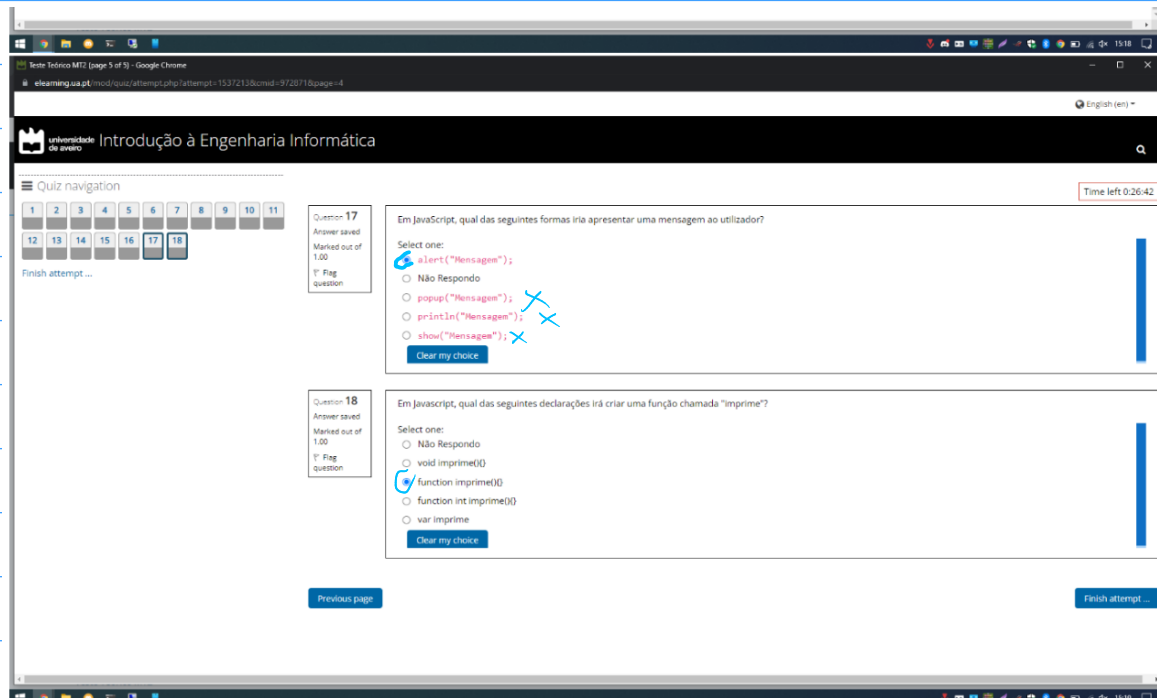 15:18
Teste Teórico MT2 (page 5 of 5) - Google Chrome
elearning.ua.pt/mod/quiz/attempt.php?attempt=1537213&cmid=972871&page=4
English (en)
universidade de aveiro
Introdução à Engenharia Informática
Quiz navigation
Time left 0:26:42
1 2 3 4 5 6 7 8 9 10 11
12 13 14 15 16 17 18
Finish attempt ...
Question 17
Answer saved
Marked out of
1.00
Flag
question
Em JavaScript, qual das seguintes formas iria apresentar uma mensagem ao utilizador?
Select one:
alert("Mensagem");
Não Respondo
popup("Mensagem");
println("Mensagem");
show("Mensagem");
Clear my choice
Question 18
Answer saved
Marked out of
1.00
Flag
question
Em Javascript, qual das seguintes declarações irá criar uma função chamada "imprime"?
Select one:
Não Respondo
void imprime(){}
function imprime(){}
function int imprime(){}
var imprime
Clear my choice
Previous page
Finish attempt ...